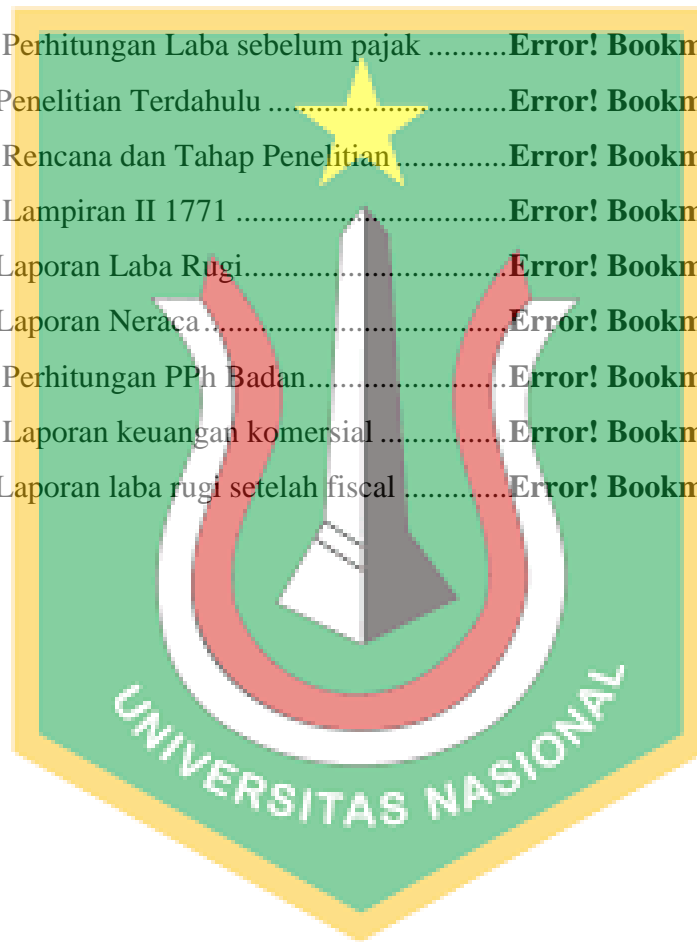 Perhitungan Laba sebelum pajak ..........Error! Bookm
Penelitian Terdahulu ...............................Error! Bookm
Rencana dan Tahap Penelitian ..............Error! Bookm
Lampiran II 1771 ...................................Error! Bookm
Laporan Laba Rugi..................................Error! Bookm
Laporan Neraca .......................................Error! Bookm
Perhitungan PPh Badan..........................Error! Bookm
Laporan keuangan komersial ................Error! Bookm
Laporan laba rugi setelah fiscal .............Error! Bookm
UNIVERSITAS NASIONAL